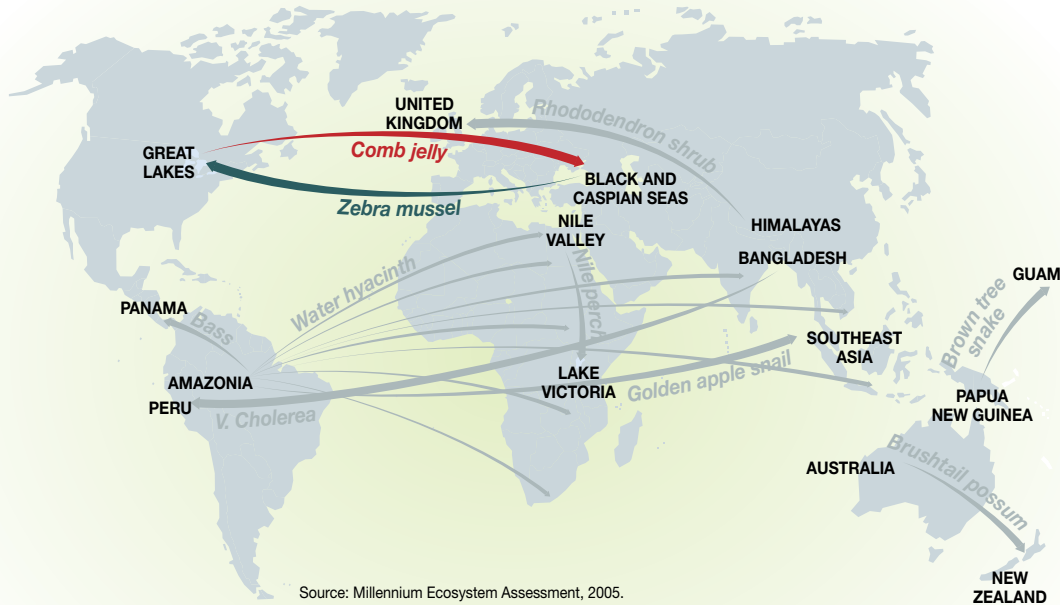 UNITED
KINGDOM
Rhododendron shrub
GREAT
LAKES
Comb jelly
BLACK AND
CASPIAN SEAS
Zebra mussel
NILE
VALLEY
HIMALAYAS
BANGLADESH
Water hyacinth
Nile perch
GUAM
PANAMA
Bass
Brown tree
snake
SOUTHEAST
ASIA
AMAZONIA
LAKE
VICTORIA
Golden apple snail
PERU
V. Cholerea
PAPUA
NEW GUINEA
AUSTRALIA
Brushtail possum
NEW
ZEALAND
Source: Millennium Ecosystem Assessment, 2005.